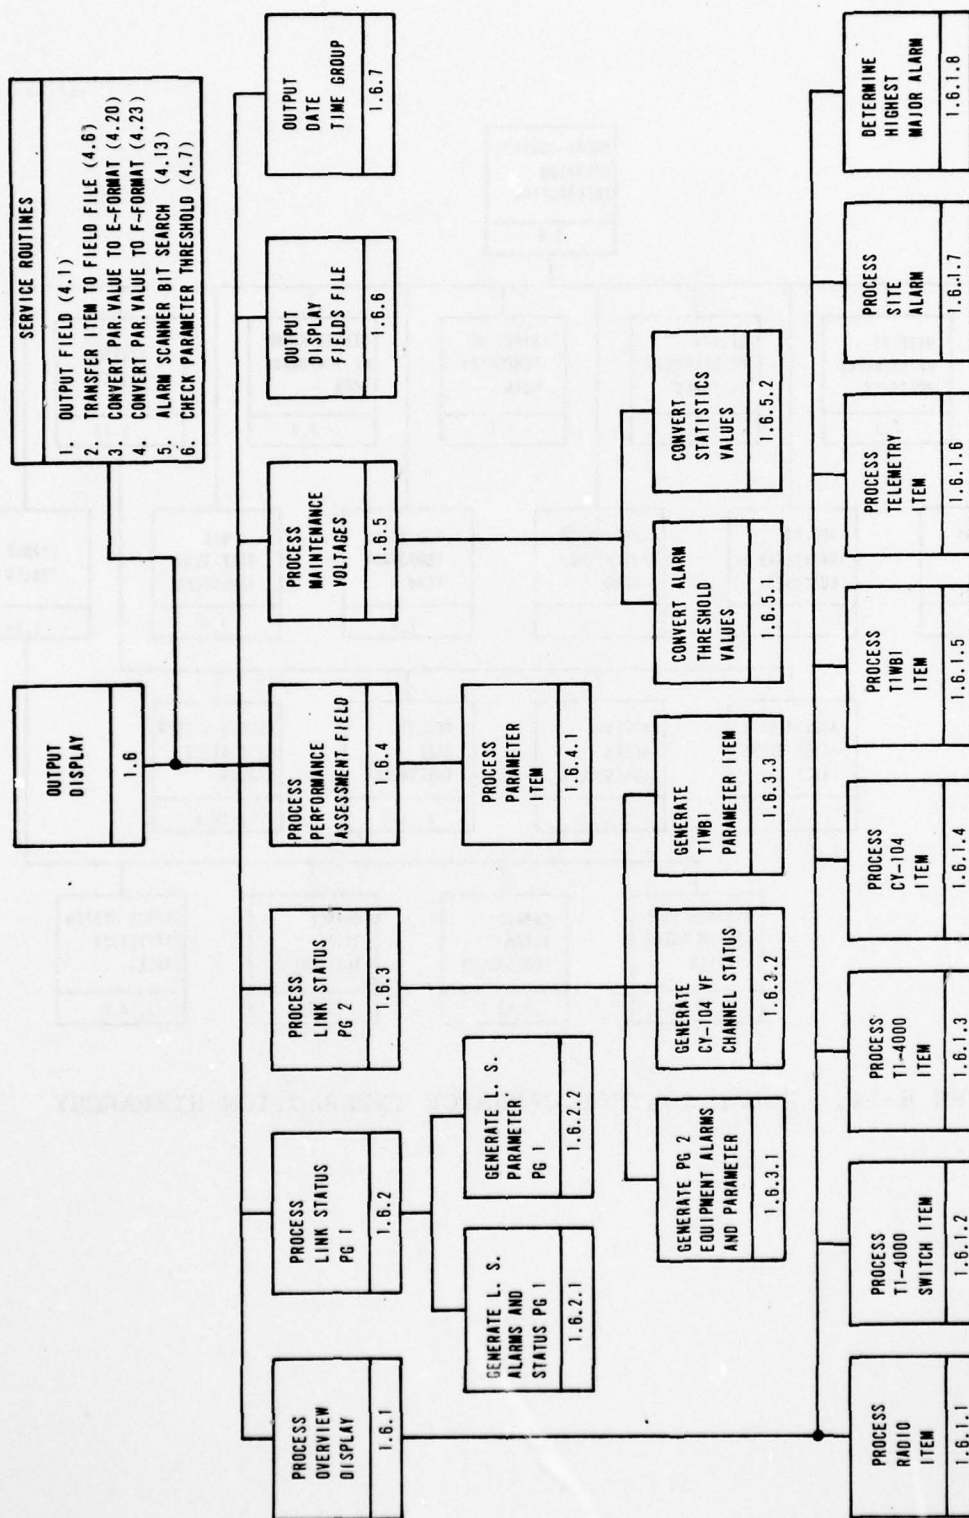 SERVICE ROUTINES
1. OUTPUT FIELD (4.1)
2. TRANSFER ITEM TO FIELD FILE (4.6)
3. CONVERT PAR.VALUE TO E-FORMAT (4.20)
4. CONVERT PAR.VALUE TO F-FORMAT (4.23)
5. ALARM SCANNER BIT SEARCH (4.13)
6. CHECK PARAMETER THRESHOLD (4.7)
OUTPUT
DISPLAY
1.6
PROCESS
OVERVIEW
DISPLAY
1.6.1
PROCESS
LINK STATUS
PG 1
1.6.2
PROCESS
LINK STATUS
PG 2
1.6.3
PROCESS
PERFORMANCE
ASSESSMENT FIELD
1.6.4
PROCESS
MAINTENANCE
VOLTAGES
1.6.5
OUTPUT
DISPLAY
FIELDS FILE
1.6.6
OUTPUT
DATE
TIME GROUP
1.6.7
GENERATE L. S.
ALARMS AND
STATUS PG 1
1.6.2.1
GENERATE L. S.
PARAMETER
PG 1
1.6.2.2
PROCESS
PARAMETER
ITEM
1.6.4.1
GENERATE PG 2
EQUIPMENT ALARMS
AND PARAMETER
1.6.3.1
GENERATE
CY-104 VF
CHANNEL STATUS
1.6.3.2
GENERATE
T1WB1
PARAMETER ITEM
1.6.3.3
CONVERT ALARM
THRESHOLD
VALUES
1.6.5.1
CONVERT
STATISTICS
VALUES
1.6.5.2
PROCESS
RADIO
ITEM
1.6.1.1
PROCESS
T1-4000
SWITCH ITEM
1.6.1.2
PROCESS
T1-4000
ITEM
1.6.1.3
PROCESS
CY-104
ITEM
1.6.1.4
PROCESS
T1WB1
ITEM
1.6.1.5
PROCESS
TELEMETRY
ITEM
1.6.1.6
PROCESS
SITE
ALARM
1.6.1.7
DETERMINE
HIGHEST
MAJOR ALARM
1.6.1.8